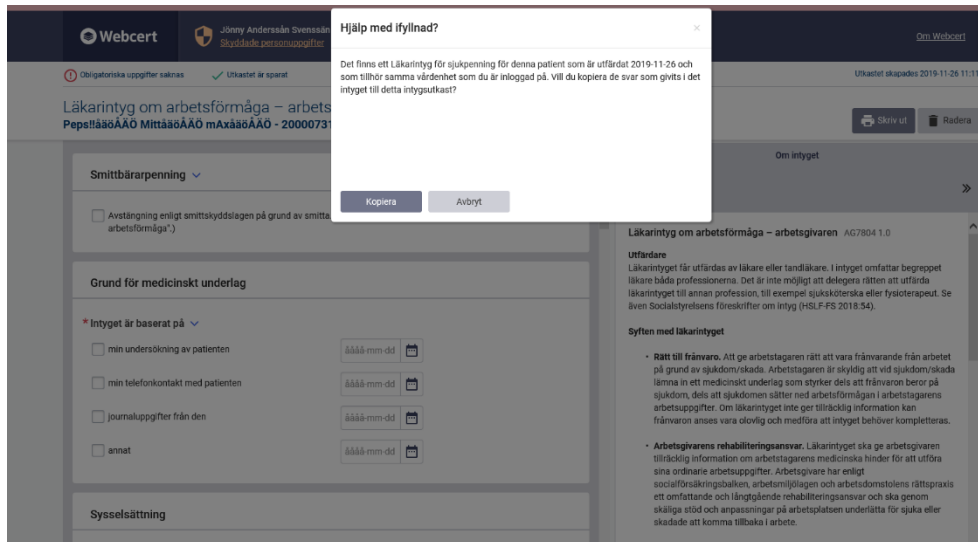 Webcert
Jönny Anderssån Svenssån
Skyddade personuppgifter
Om Webcert
Obligatoriska uppgifter saknas
Utkastet är sparat
Utkastet skapades 2019-11-26 11:11
Hjälp med ifyllnad?
Det finns ett Läkarintyg för sjukpenning för denna patient som är utfärdat 2019-11-26 och
som tillhör samma vårdenhet som du är inloggad på. Vill du kopiera de svar som givits i det
intyget till detta intygsutkast?
Kopiera
Avbryt
Läkarintyg om arbetsförmåga – arbets
Peps!!åäöÅÄÖ MittåäöÅÄÖ mAxåäöÅÄÖ - 20000731
Skriv ut
Radera
Smittbärarpenning
Avstängning enligt smittskyddslagen på grund av smitta.
arbetsförmåga".)
Grund för medicinskt underlag
* Intyget är baserat på
min undersökning av patienten
åååå-mm-dd
min telefonkontakt med patienten
åååå-mm-dd
journaluppgifter från den
åååå-mm-dd
annat
åååå-mm-dd
Sysselsättning
Om intyget
Läkarintyg om arbetsförmåga – arbetsgivaren AG7804 1.0
Utfärdare
Läkarintyget får utfärdas av läkare eller tandläkare. I intyget omfattar begreppet
läkare båda professionerna. Det är inte möjligt att delegera rätten att utfärda
läkarintyget till annan profession, till exempel sjuksköterska eller fysioterapeut. Se
även Socialstyrelsens föreskrifter om intyg (HSLF-FS 2018:54).
Syften med läkarintyget
• Rätt till frånvaro. Att ge arbetstagaren rätt att vara frånvarande från arbetet
på grund av sjukdom/skada. Arbetstagaren är skyldig att vid sjukdom/skada
lämna in ett medicinskt underlag som styrker dels att frånvaron beror på
sjukdom, dels att sjukdomen sätter ned arbetsförmågan i arbetstagarens
arbetsuppgifter. Om läkarintyget inte ger tillräcklig information kan
frånvaron anses vara olovlig och medföra att intyget behöver kompletteras.
• Arbetsgivarens rehabiliteringsansvar. Läkarintyget ska ge arbetsgivaren
tillräcklig information om arbetstagarens medicinska hinder för att utföra
sina ordinarie arbetsuppgifter. Arbetsgivare har enligt
socialförsäkringsbalken, arbetsmiljölagen och arbetsdomstolens rättspraxis
ett omfattande och långtgående rehabiliteringsansvar och ska genom
skäliga stöd och anpassningar på arbetsplatsen underlätta för sjuka eller
skadade att komma tillbaka i arbete.